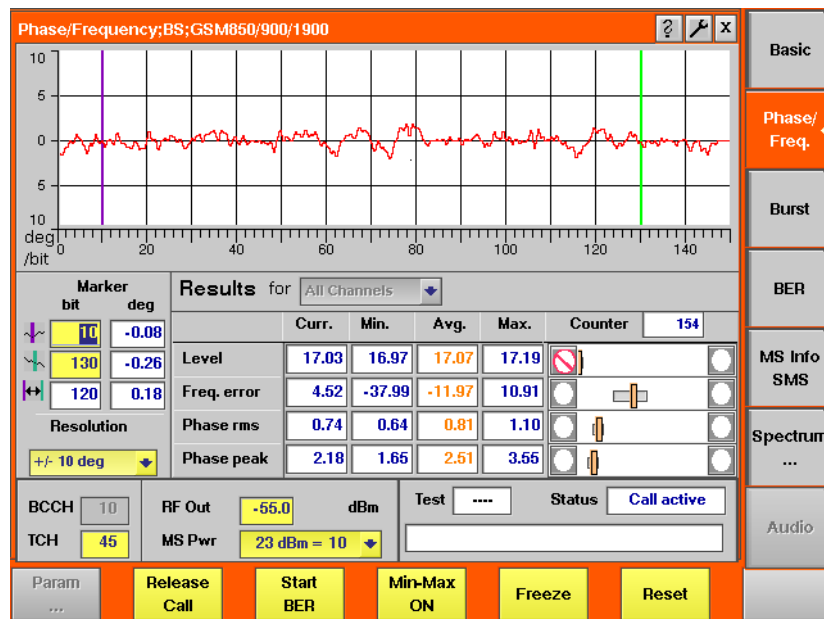 Phase/Frequency;BS;GSM850/900/1900 ? X
Basic
Phase/
Freq.
Burst
BER
MS Info
SMS
Spectrum
...
Audio
10
5
0
5
10
deg
/bit
0 20 40 60 80 100 120 140
Marker
bit deg
10 -0.08
130 -0.26
120 0.18
Resolution
+/- 10 deg
Results for All Channels
Curr. Min. Avg. Max. Counter 154
Level 17.03 16.97 17.07 17.19
Freq. error 4.52 -37.99 -11.97 10.91
Phase rms 0.74 0.64 0.81 1.10
Phase peak 2.18 1.65 2.51 3.55
BCCH 10
TCH 45
RF Out -55.0 dBm
MS Pwr 23 dBm = 10
Test ---- Status Call active
Param
...
Release
Call
Start
BER
Min-Max
ON
Freeze
Reset